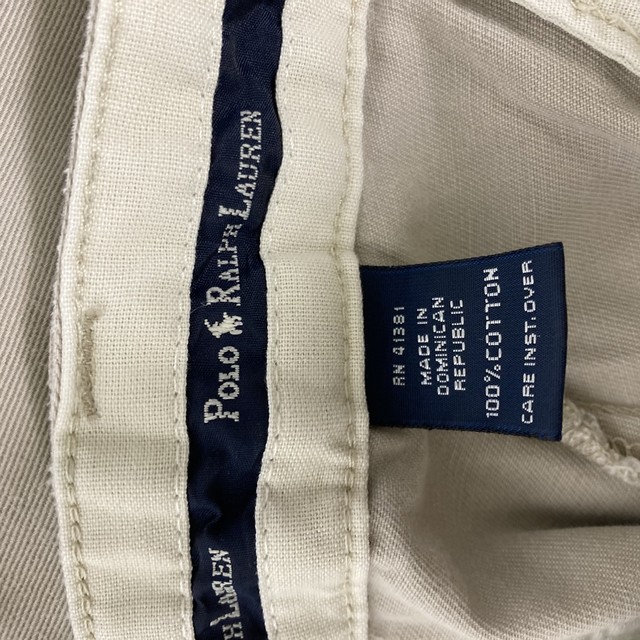 POLO RALPH LAUREN
H LAUREN
RN 41381
MADE IN
DOMINICAN
REPUBLIC
100% COTTON
CARE INST. OVER